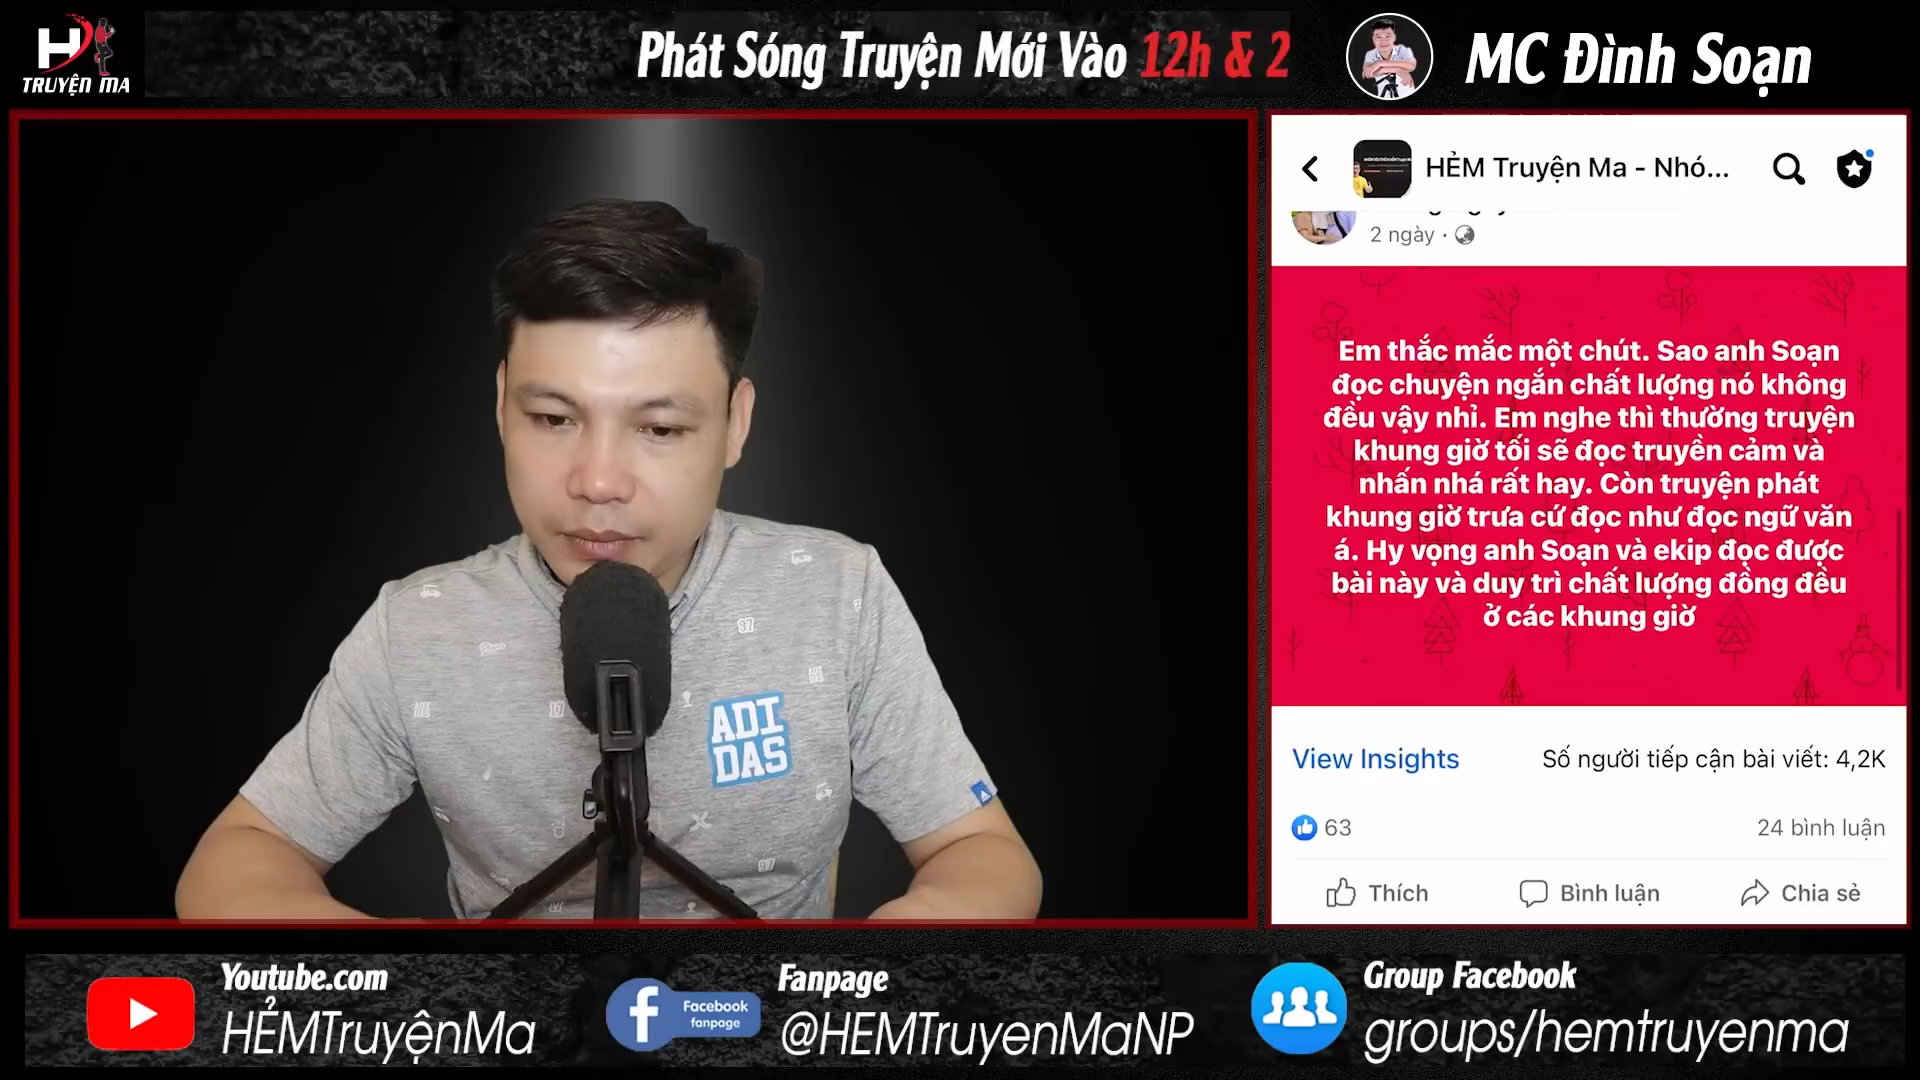 H
TRUYỆN MA
Phát Sóng Truyện Mới Vào 12h & 2
MC Đình Soạn
HẺM Truyện Ma - Nhó...
2 ngày ·
Em thắc mắc một chút. Sao anh Soạn
đọc chuyện ngắn chất lượng nó không
đều vậy nhỉ. Em nghe thì thường truyện
khung giờ tối sẽ đọc truyền cảm và
nhấn nhá rất hay. Còn truyện phát
khung giờ trưa cứ đọc như đọc ngữ văn
á. Hy vọng anh Soạn và ekip đọc được
bài này và duy trì chất lượng đồng đều
ở các khung giờ
View Insights
Số người tiếp cận bài viết: 4,2K
63
24 bình luận
Thích
Bình luận
Chia sẻ
97
ADI
DAS
97
Youtube.com
HẺMTruyệnMa
Facebook
fanpage
Fanpage
@HEMTruyenMaNP
Group Facebook
groups/hemtruyenma